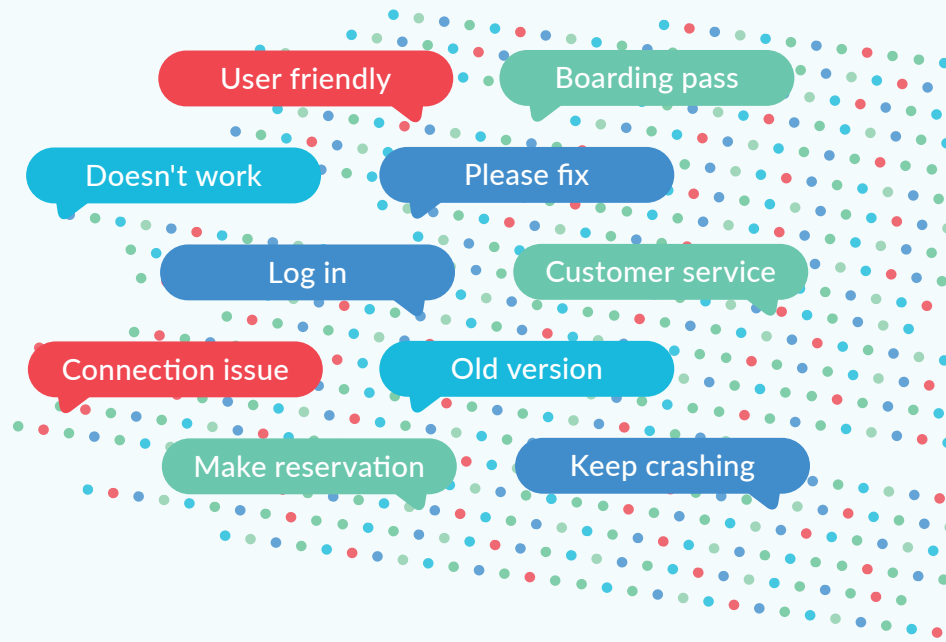 User friendly
Boarding pass
Doesn't work
Please fix
Log in
Customer service
Connection issue
Old version
Make reservation
Keep crashing